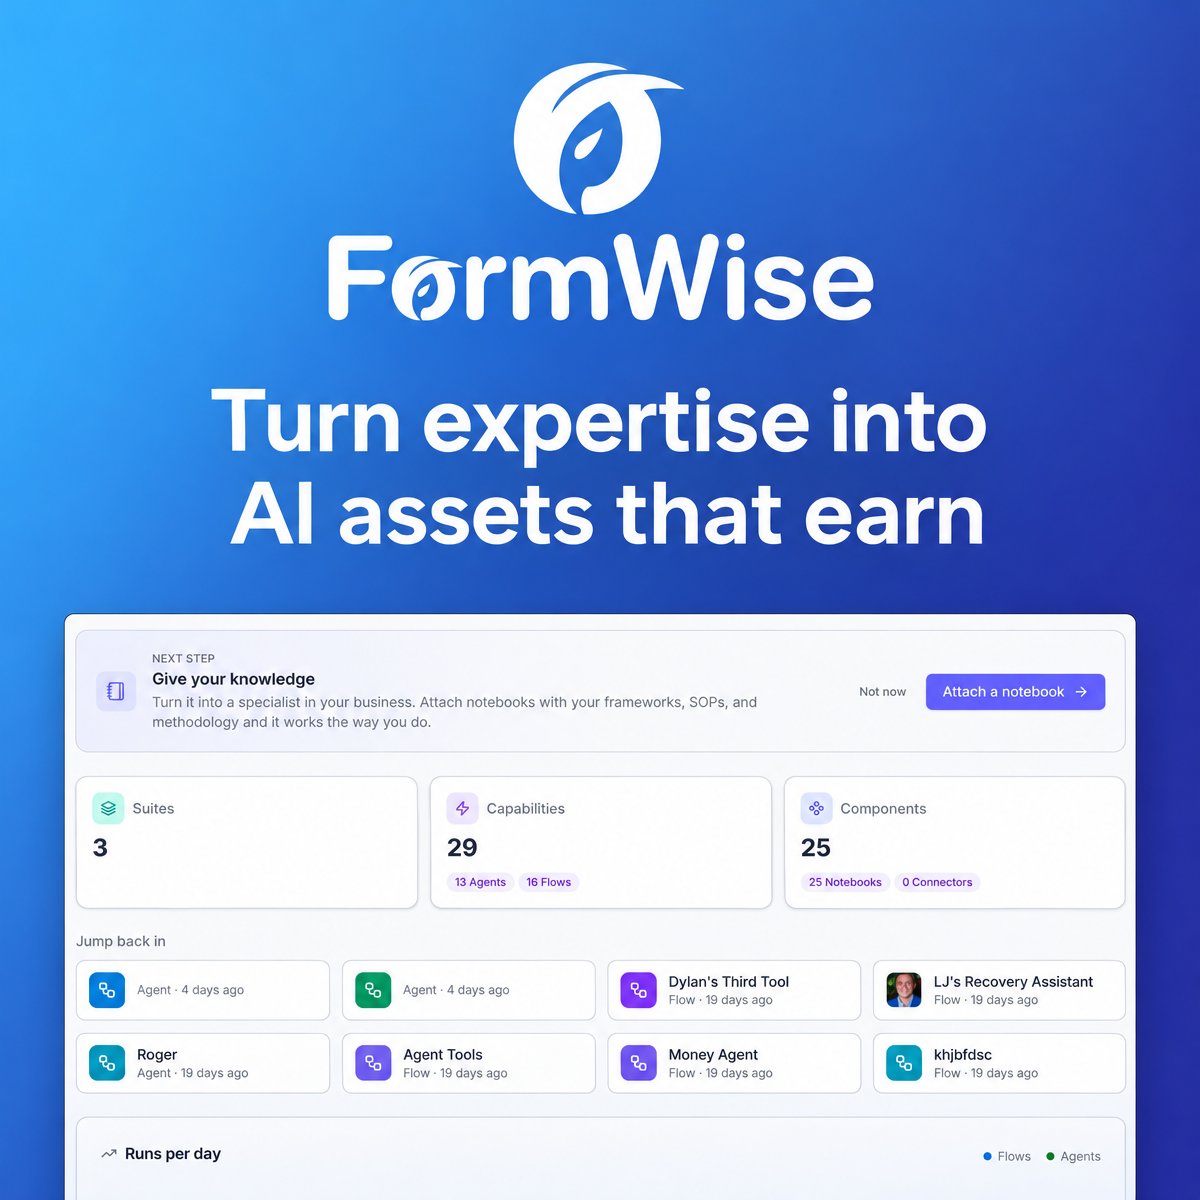 FormWise
Turn expertise into
AI assets that earn
NEXT STEP
Give your knowledge
Turn it into a specialist in your business. Attach notebooks with your frameworks, SOPs, and
methodology and it works the way you do.
Not now
Attach a notebook
Suites
3
Capabilities
29
13 Agents
16 Flows
Components
25
25 Notebooks
0 Connectors
Jump back in
Agent · 4 days ago
Agent · 4 days ago
Dylan's Third Tool
Flow · 19 days ago
LJ's Recovery Assistant
Flow · 19 days ago
Roger
Agent · 19 days ago
Agent Tools
Flow · 19 days ago
Money Agent
Flow · 19 days ago
khjbfdsc
Flow · 19 days ago
Runs per day
Flows
Agents